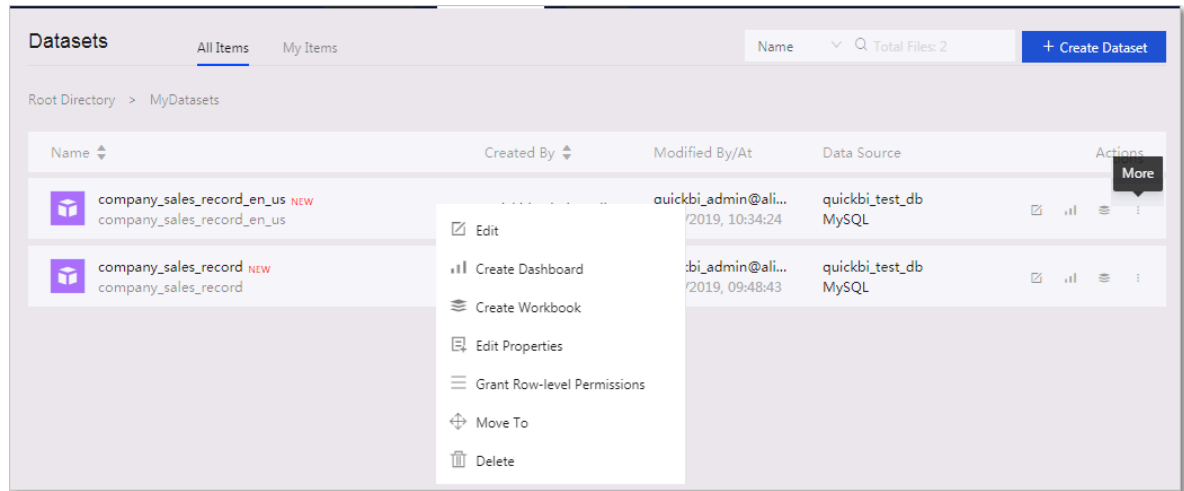 Datasets
All Items
My Items
Name
Total Files: 2
+ Create Dataset
Root Directory > MyDatasets
Name
Created By
Modified By/At
Data Source
Actions
More
company_sales_record_en_us NEW
company_sales_record_en_us
quickbi_admin@ali...
/2019, 10:34:24
quickbi_test_db
MySQL
company_sales_record NEW
company_sales_record
bi_admin@ali...
/2019, 09:48:43
quickbi_test_db
MySQL
Edit
Create Dashboard
Create Workbook
Edit Properties
Grant Row-level Permissions
Move To
Delete